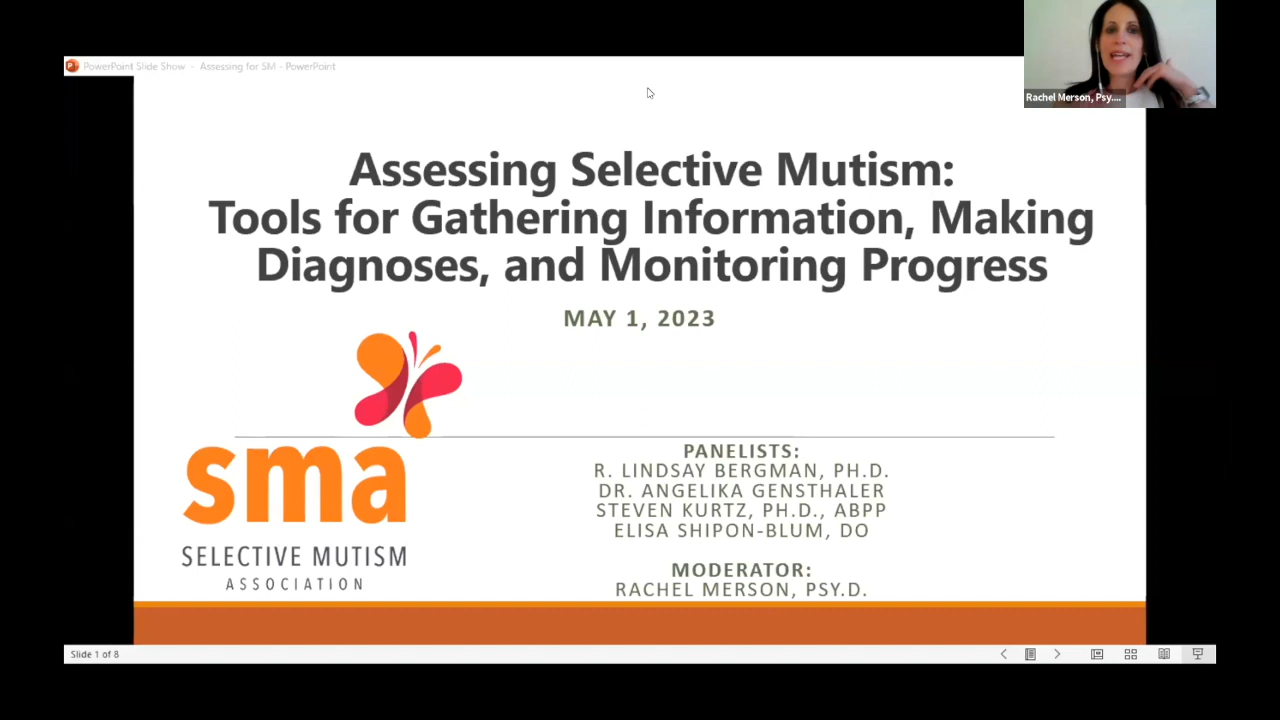 PowerPoint Slide Show - Assessing for SM - PowerPoint
Rachel Merson, Psy....
Assessing Selective Mutism:
Tools for Gathering Information, Making
Diagnoses, and Monitoring Progress
MAY 1, 2023
sma
SELECTIVE MUTISM
ASSOCIATION
PANELISTS:
R. LINDSAY BERGMAN, PH.D.
DR. ANGELIKA GENSTHALER
STEVEN KURTZ, PH.D., ABPP
ELISA SHIPON-BLUM, DO
MODERATOR:
RACHEL MERSON, PSY.D.
Slide 1 of 8